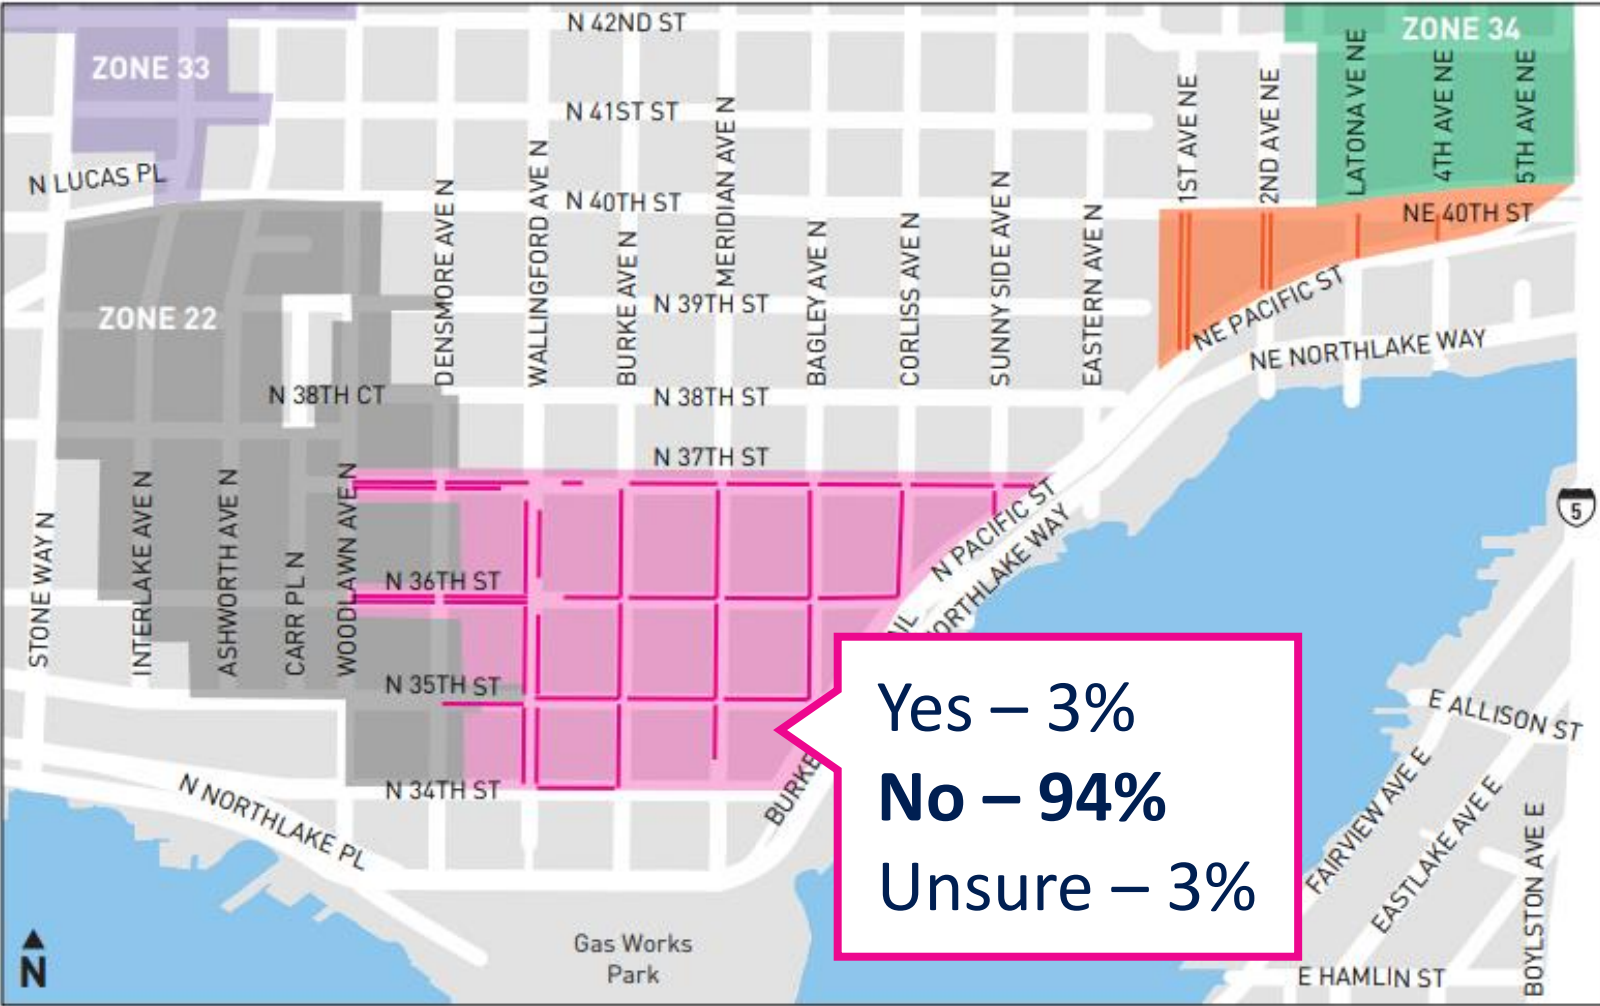 N 42ND ST
ZONE 34
ZONE 33
N 41ST ST
N LUCAS PL
N 40TH ST
NE 40TH ST
DENSMORE AVE N
WALLINGFORD AVE N
BURKE AVE N
MERIDIAN AVE N
BAGLEY AVE N
CORLISS AVE N
SUNNY SIDE AVE N
EASTERN AVE N
1ST AVE NE
2ND AVE NE
LATONA AVE NE
4TH AVE NE
5TH AVE NE
ZONE 22
N 39TH ST
NE PACIFIC ST
NE NORTHLAKE WAY
N 38TH CT
N 38TH ST
N 37TH ST
STONE WAY N
INTERLAKE AVE N
ASHWORTH AVE N
CARR PL N
WOODLAWN AVE N
N 36TH ST
N PACIFIC ST
ORTHLAKE WAY
5
N 35TH ST
N 34TH ST
BURKE
IL
Yes – 3%
No – 94%
Unsure – 3%
E ALLISON ST
FAIRVIEW AVE E
EASTLAKE AVE E
BOYLSTON AVE E
N NORTHLAKE PL
Gas Works
Park
N
E HAMLIN ST